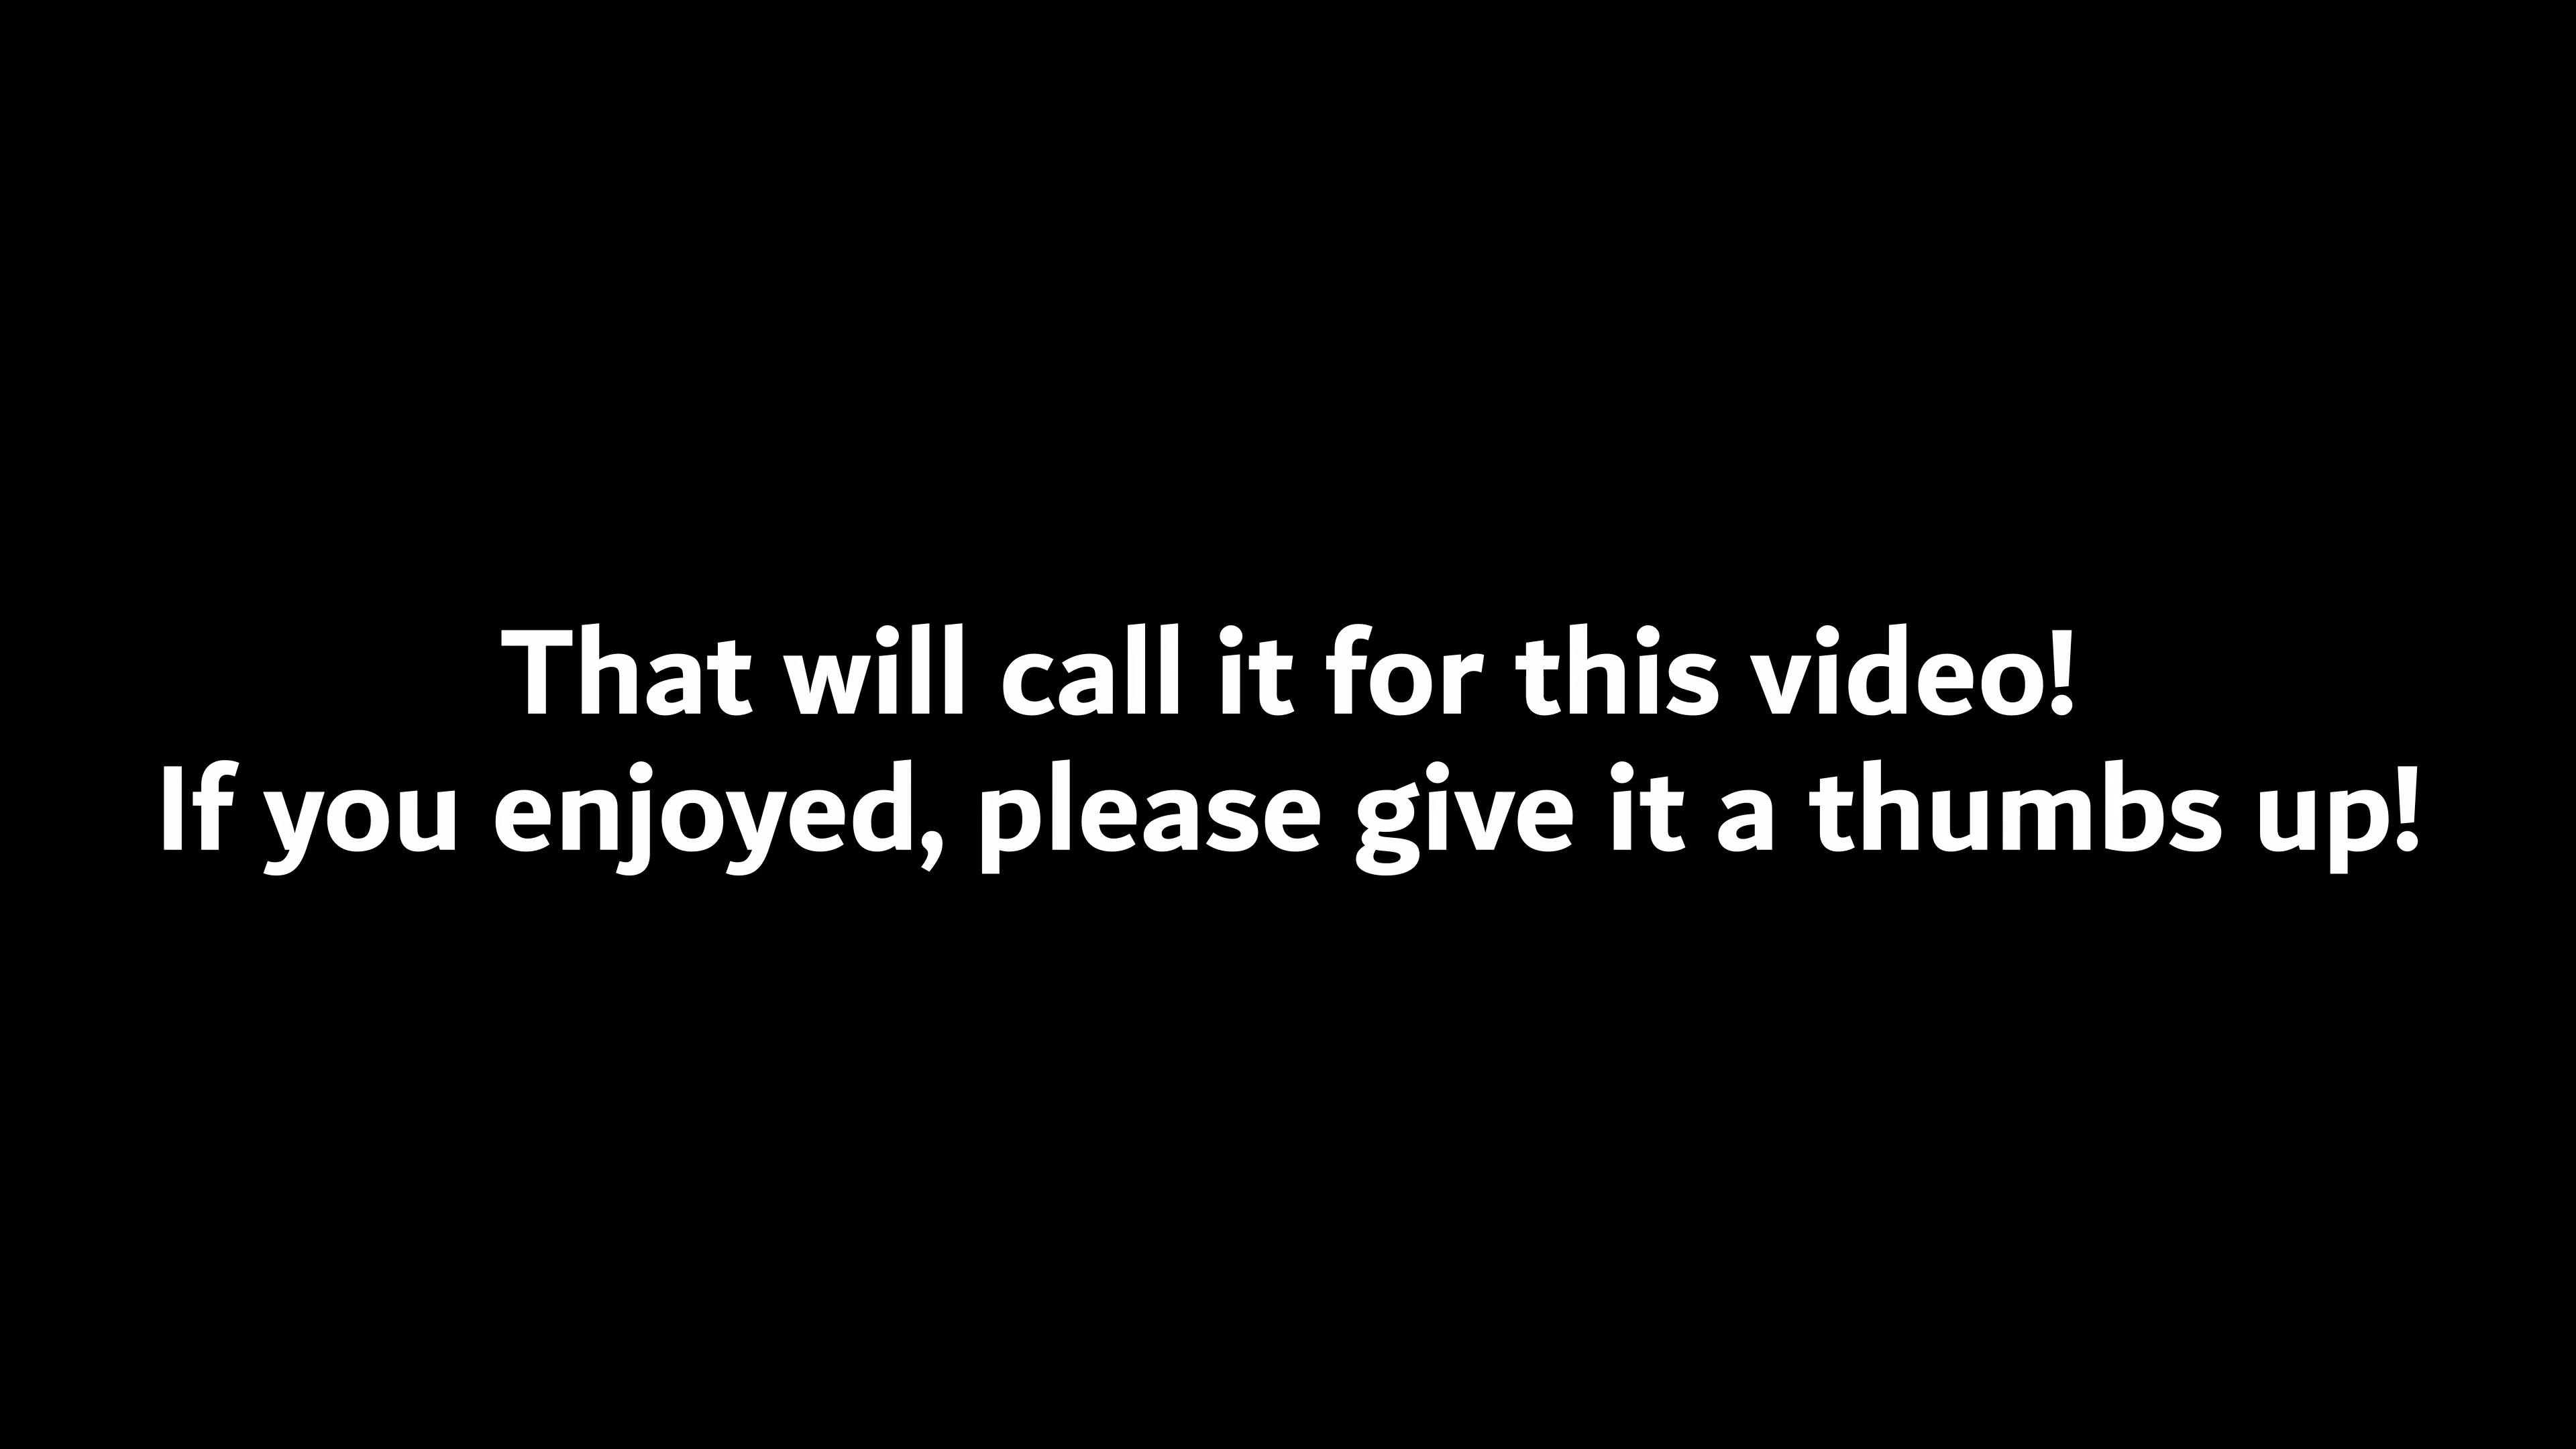 That will call it for this video!
If you enjoyed, please give it a thumbs up!